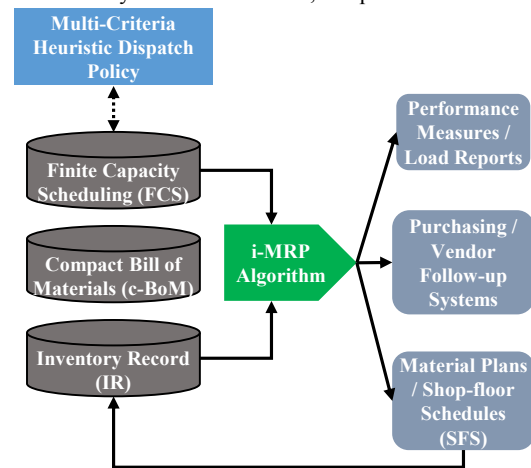 Multi-Criteria
Heuristic Dispatch
Policy
Finite Capacity
Scheduling (FCS)
Compact Bill of
Materials (c-BoM)
Inventory Record
(IR)
i-MRP
Algorithm
Performance
Measures /
Load Reports
Purchasing /
Vendor
Follow-up
Systems
Material Plans
/ Shop-floor
Schedules
(SFS)